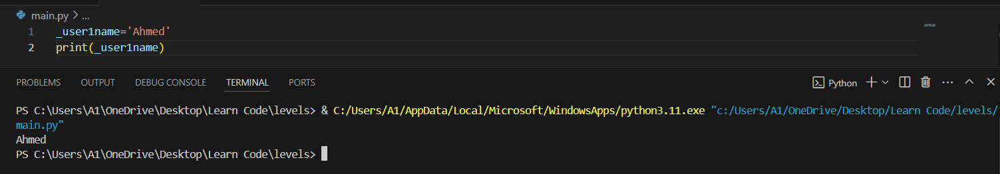 main.py > ...
1 _user1name='Ahmed'
2 print(_user1name)
PROBLEMS OUTPUT DEBUG CONSOLE TERMINAL PORTS Python
PS C:\Users\A1\OneDrive\Desktop\Learn Code\levels> & C:/Users/A1/AppData/Local/Microsoft/WindowsApps/python3.11.exe "c:/Users/A1/OneDrive/Desktop/Learn Code/levels/
main.py"
Ahmed
PS C:\Users\A1\OneDrive\Desktop\Learn Code\levels>